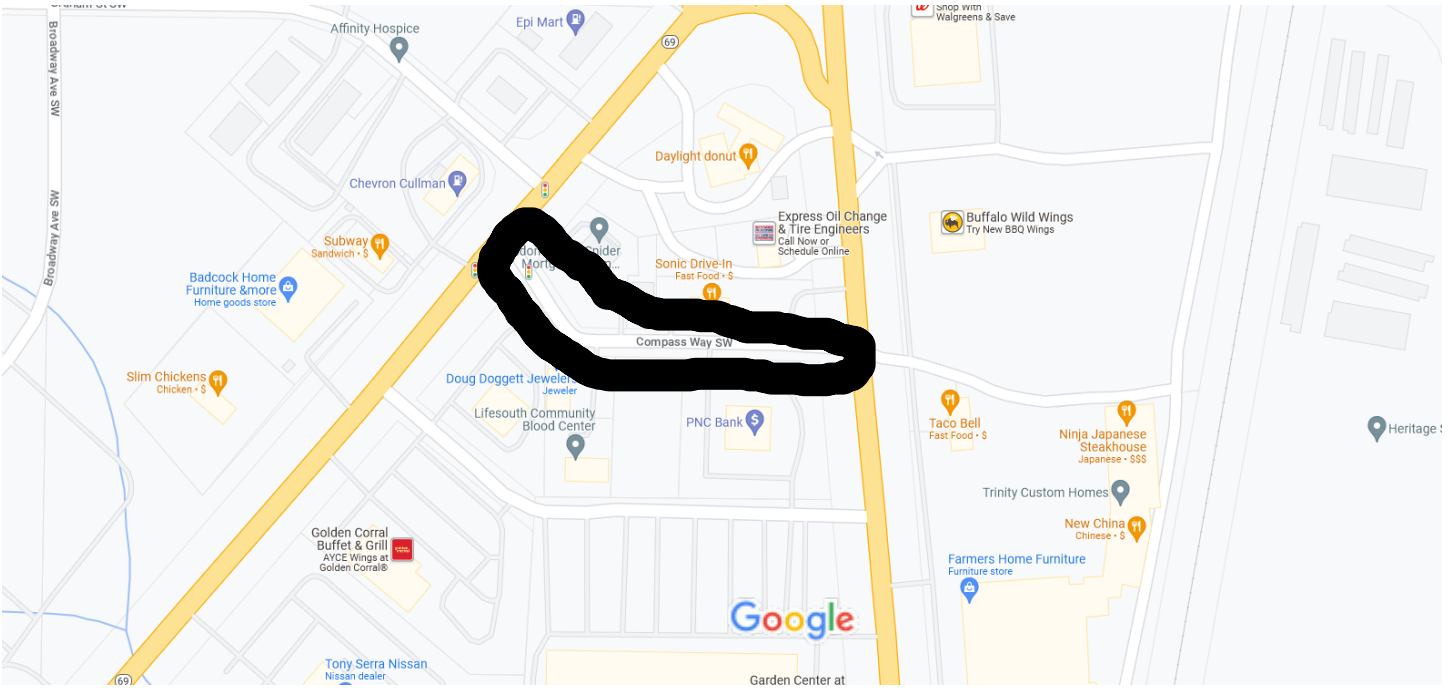 Graham St SW
Broadway Ave SW
Affinity Hospice
Epi Mart
69
Shop With
Walgreens & Save
Daylight donut
Chevron Cullman
Express Oil Change
& Tire Engineers
Call Now or
Schedule Online
Buffalo Wild Wings
Try New BBQ Wings
Subway
Sandwich • $
Broadway Ave SW
Sonic Drive-In
Fast Food • $
Badcock Home
Furniture &more
Home goods store
Compass Way SW
Slim Chickens
Chicken • $
Doug Doggett Jewelers
Jeweler
Lifesouth Community
Blood Center
PNC Bank
$
Taco Bell
Fast Food • $
Ninja Japanese
Steakhouse
Japanese • $$$
Heritage
Trinity Custom Homes
New China
Chinese • $
Golden Corral
Buffet & Grill
AYCE Wings at
Golden Corral®
Farmers Home Furniture
Furniture store
Google
Tony Serra Nissan
Nissan dealer
69
Garden Center at